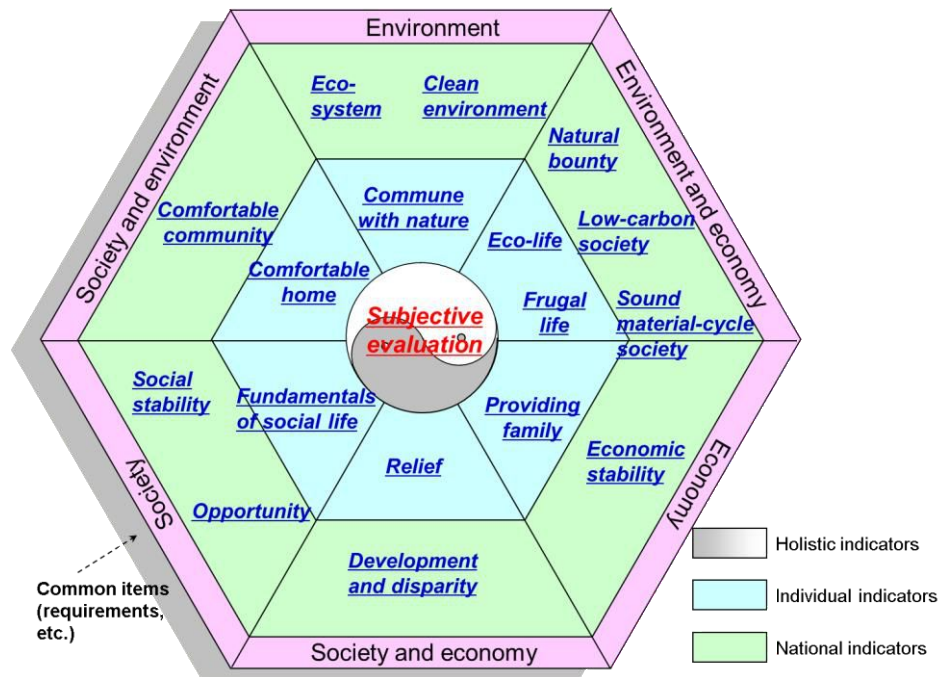 Environment
Society and environment
Environment and economy
Eco-
system
Clean
environment
Natural
bounty
Commune
with nature
Comfortable
community
Low-carbon
society
Eco-life
Comfortable
home
Subjective
evaluation
Frugal
life
Sound
material-cycle
society
Social
stability
Fundamentals
of social life
Providing
family
Economic
stability
Relief
Opportunity
Society
Economy
Development
and disparity
Society and economy
Common items
(requirements,
etc.)
Holistic indicators
Individual indicators
National indicators